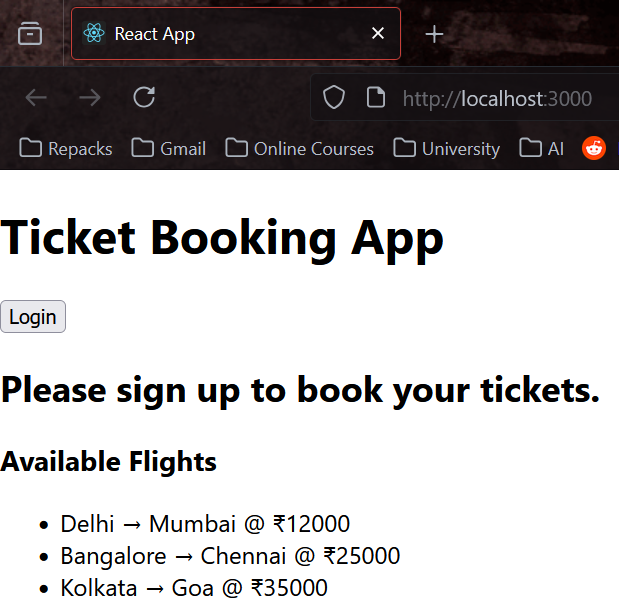 React App
http://localhost:3000
Repacks Gmail Online Courses University AI
Ticket Booking App
Login
Please sign up to book your tickets.
Available Flights
• Delhi → Mumbai @ ₹12000
• Bangalore → Chennai @ ₹25000
• Kolkata → Goa @ ₹35000